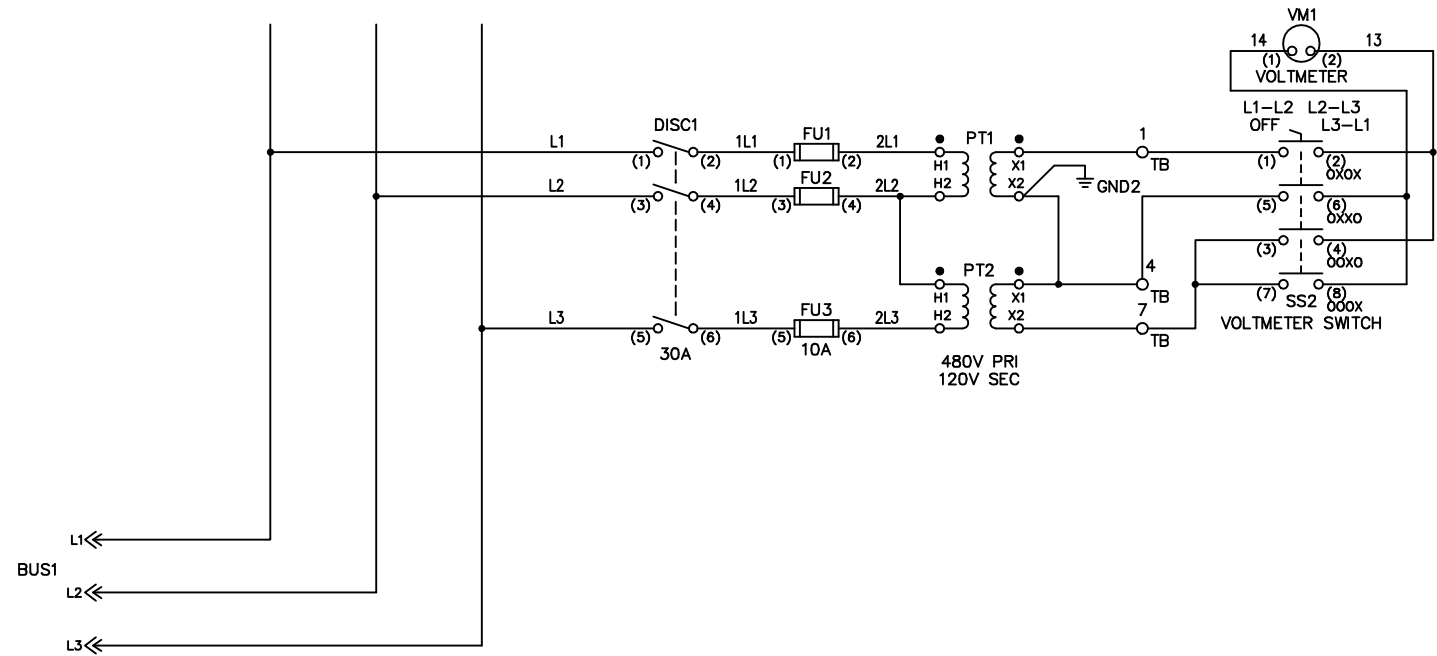 VM1
14 13
(1) (2)
VOLTMETER
L1-L2 L2-L3
OFF L3-L1
DISC1
L1 1L1 FU1 2L1 PT1 1
(1) (2) (1) (2) H1 X1 TB (1) (2)
OXOX
L2 1L2 FU2 2L2 H2 X2 GND2
(3) (4) (3) (4) (5) (6)
OXXO
(3) (4)
OOXO
PT2 4
H1 X1 TB (7) (8)
OOOX
SS2
L3 1L3 FU3 2L3 H2 X2 7
VOLTMETER SWITCH
(5) (6) (5) (6) TB
30A 10A
480V PRI
120V SEC
L1
BUS1
L2
L3